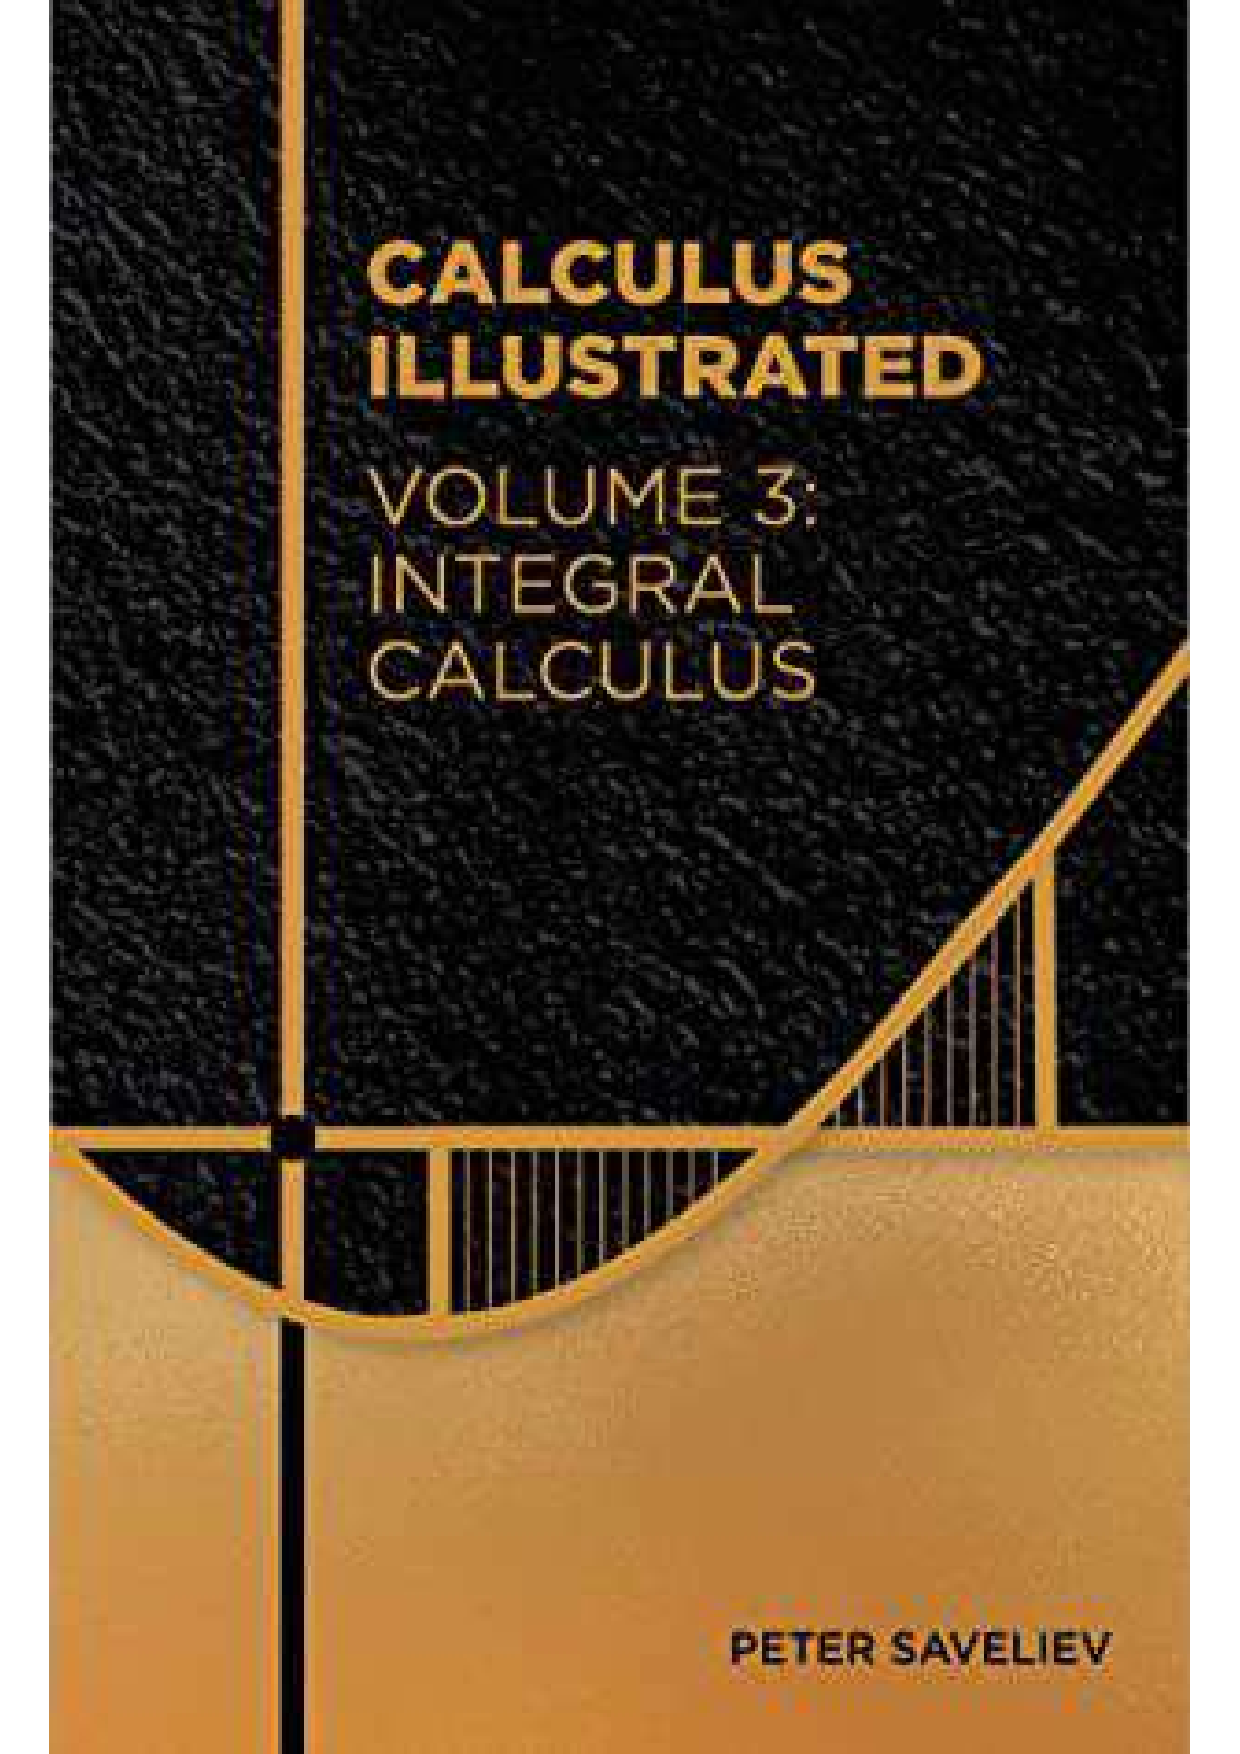 CALCULUS
ILLUSTRATED
VOLUME 3:
INTEGRAL
CALCULUS
PETER SAVELIEV